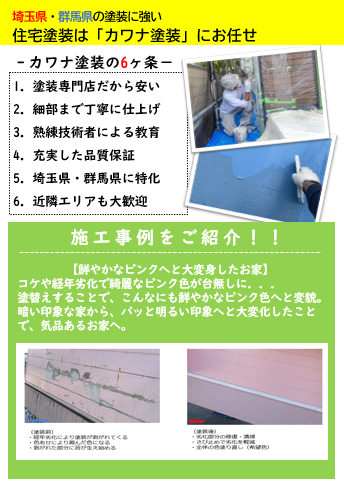 埼玉県・群馬県の塗装に強い
住宅塗装は「カワナ塗装」にお任せ
－カワナ塗装の6ヶ条－
1. 塗装専門店だから安い
2. 細部まで丁寧に仕上げ
3. 熟練技術者による教育
4. 充実した品質保証
5. 埼玉県・群馬県に特化
6. 近隣エリアも大歓迎
施工事例をご紹介！！
【鮮やかなピンクへと大変身したお家】
コケや経年劣化で綺麗なピンク色が台無しに．．．
塗替えすることで、こんなにも鮮やかなピンク色へと変貌。
暗い印象な家から、パッと明るい印象へと大変化したこと
で、気品あるお家へ。
（塗装前）
・経年劣化により塗装が剥がれてくる
・色あせにより澱んだ色になる
・剥がれた部分に苔が生え始める
（塗装後）
・劣化部分の修復・清掃
・さび止めで劣化を軽減
・全体の色塗り直し（希望色）